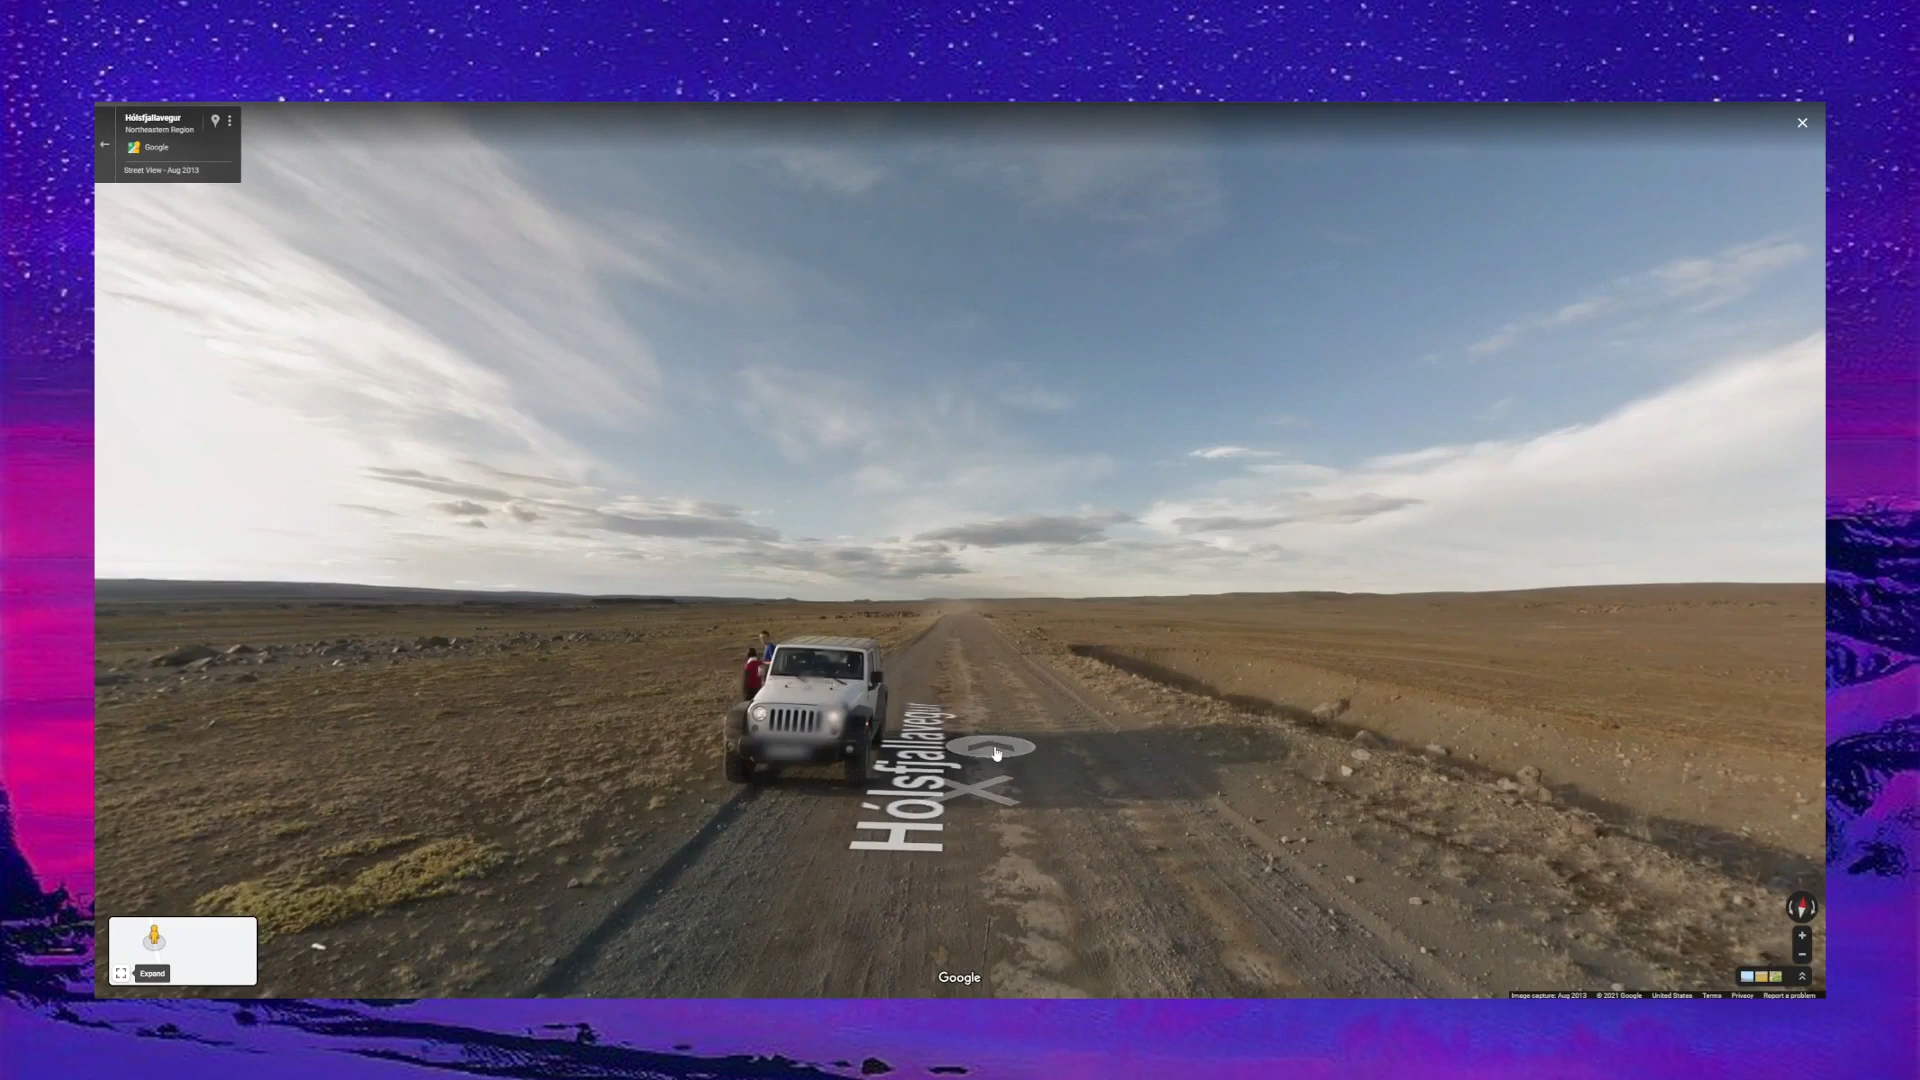 Hólsfjallavegur
Northeastern Region
Google
Street View - Aug 2013
Hólsfjallavegur
Expand
Google
Image capture: Aug 2013 © 2021 Google United States Terms Privacy Report a problem